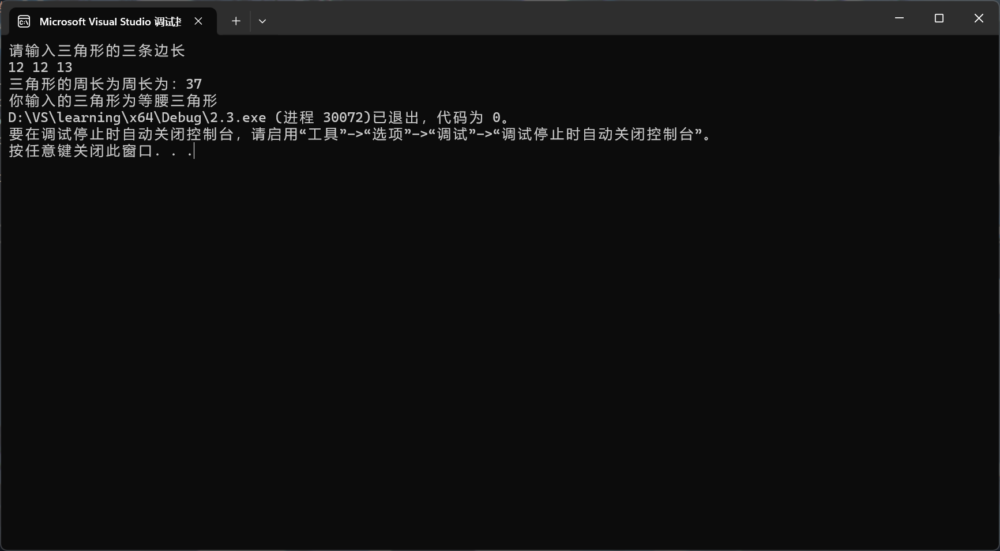 Microsoft Visual Studio 调试
请输入三角形的三条边长
12 12 13
三角形的周长为周长为：37
你输入的三角形为等腰三角形
D:\VS\learning\x64\Debug\2.3.exe (进程 30072)已退出，代码为 0。
要在调试停止时自动关闭控制台，请启用“工具”->“选项”->“调试”->“调试停止时自动关闭控制台”。
按任意键关闭此窗口. . .